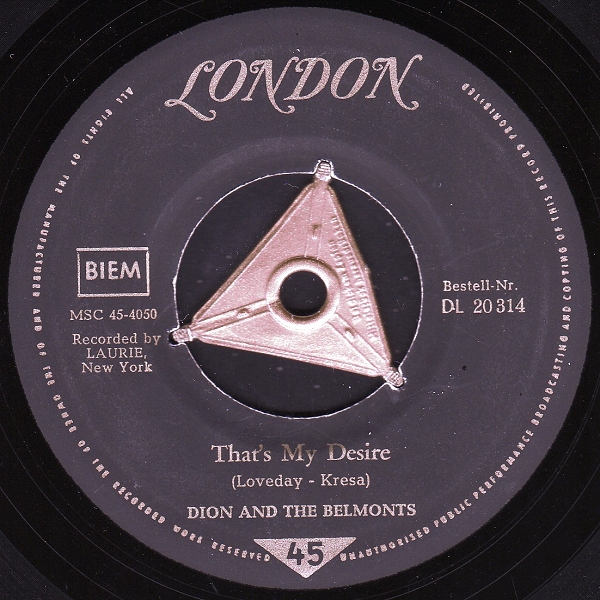 LONDON
ALL RIGHTS OF THE MANUFACTURER AND OF THE OWNER OF THE RECORDED WORK RESERVED
UNAUTHORISED PUBLIC PERFORMANCE BROADCASTING AND COPYING OF THIS RECORD PROHIBITED
BIEM
MSC 45-4050
Recorded by
LAURIE,
New York
Bestell-Nr.
DL 20 314
That's My Desire
(Loveday - Kresa)
DION AND THE BELMONTS
45